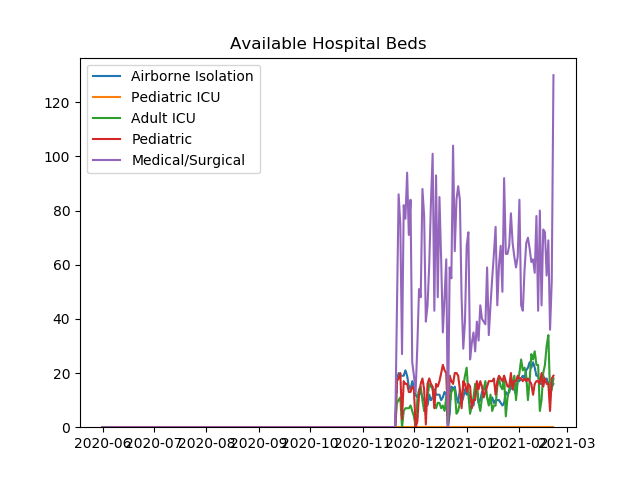 Available Hospital Beds
Airborne Isolation
Pediatric ICU
Adult ICU
Pediatric
Medical/Surgical
120
100
80
60
40
20
0
2020-06 2020-07 2020-08 2020-09 2020-10 2020-11 2020-12 2021-01 2021-02 2021-03